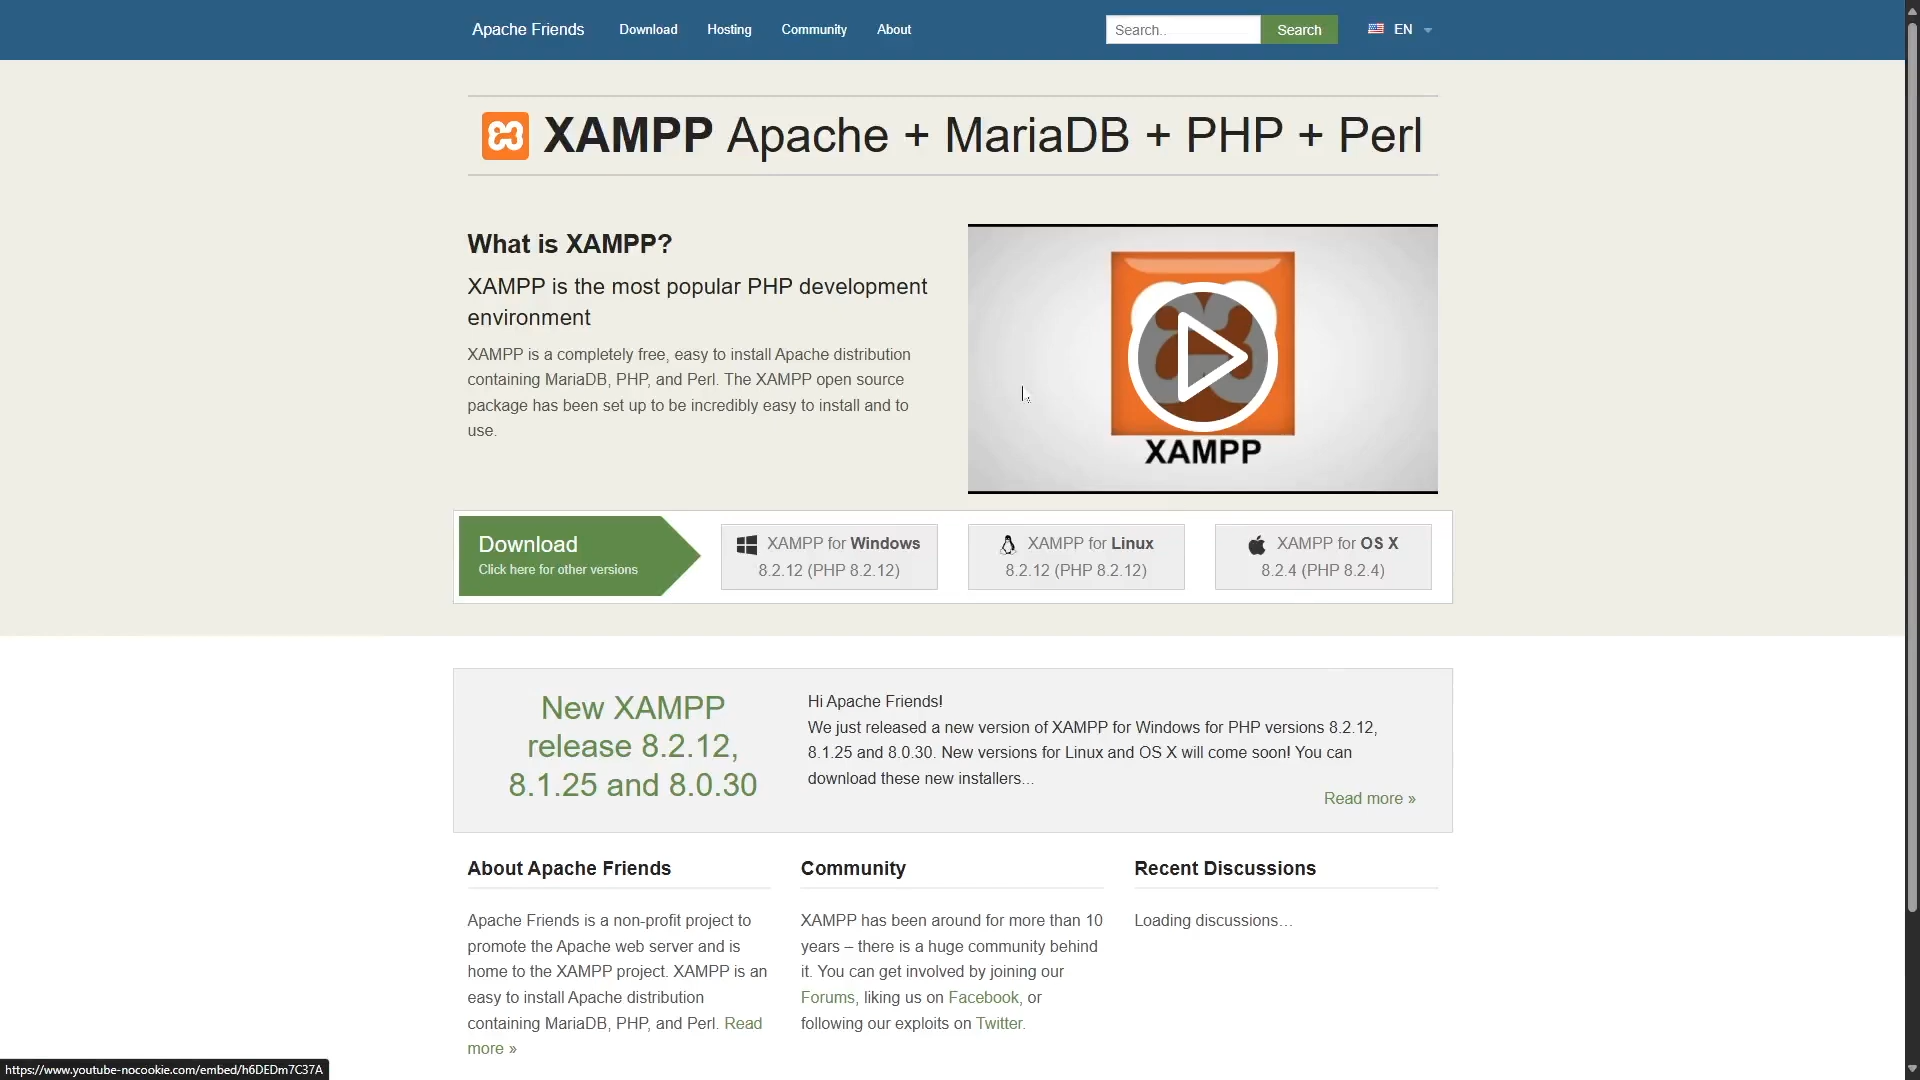 Apache Friends
Download
Hosting
Community
About
Search..
Search
EN
XAMPP Apache + MariaDB + PHP + Perl
What is XAMPP?
XAMPP is the most popular PHP development
environment
XAMPP is a completely free, easy to install Apache distribution
containing MariaDB, PHP, and Perl. The XAMPP open source
package has been set up to be incredibly easy to install and to
use.
XAMPP
Download
Click here for other versions
XAMPP for Windows
8.2.12 (PHP 8.2.12)
XAMPP for Linux
8.2.12 (PHP 8.2.12)
XAMPP for OS X
8.2.4 (PHP 8.2.4)
New XAMPP
release 8.2.12,
8.1.25 and 8.0.30
Hi Apache Friends!
We just released a new version of XAMPP for Windows for PHP versions 8.2.12,
8.1.25 and 8.0.30. New versions for Linux and OS X will come soon! You can
download these new installers...
Read more »
About Apache Friends
Apache Friends is a non-profit project to
promote the Apache web server and is
home to the XAMPP project. XAMPP is an
easy to install Apache distribution
containing MariaDB, PHP, and Perl. Read
more »
Community
XAMPP has been around for more than 10
years – there is a huge community behind
it. You can get involved by joining our
Forums, liking us on Facebook, or
following our exploits on Twitter.
Recent Discussions
Loading discussions…
https://www.youtube-nocookie.com/embed/h6DEDm7C37A